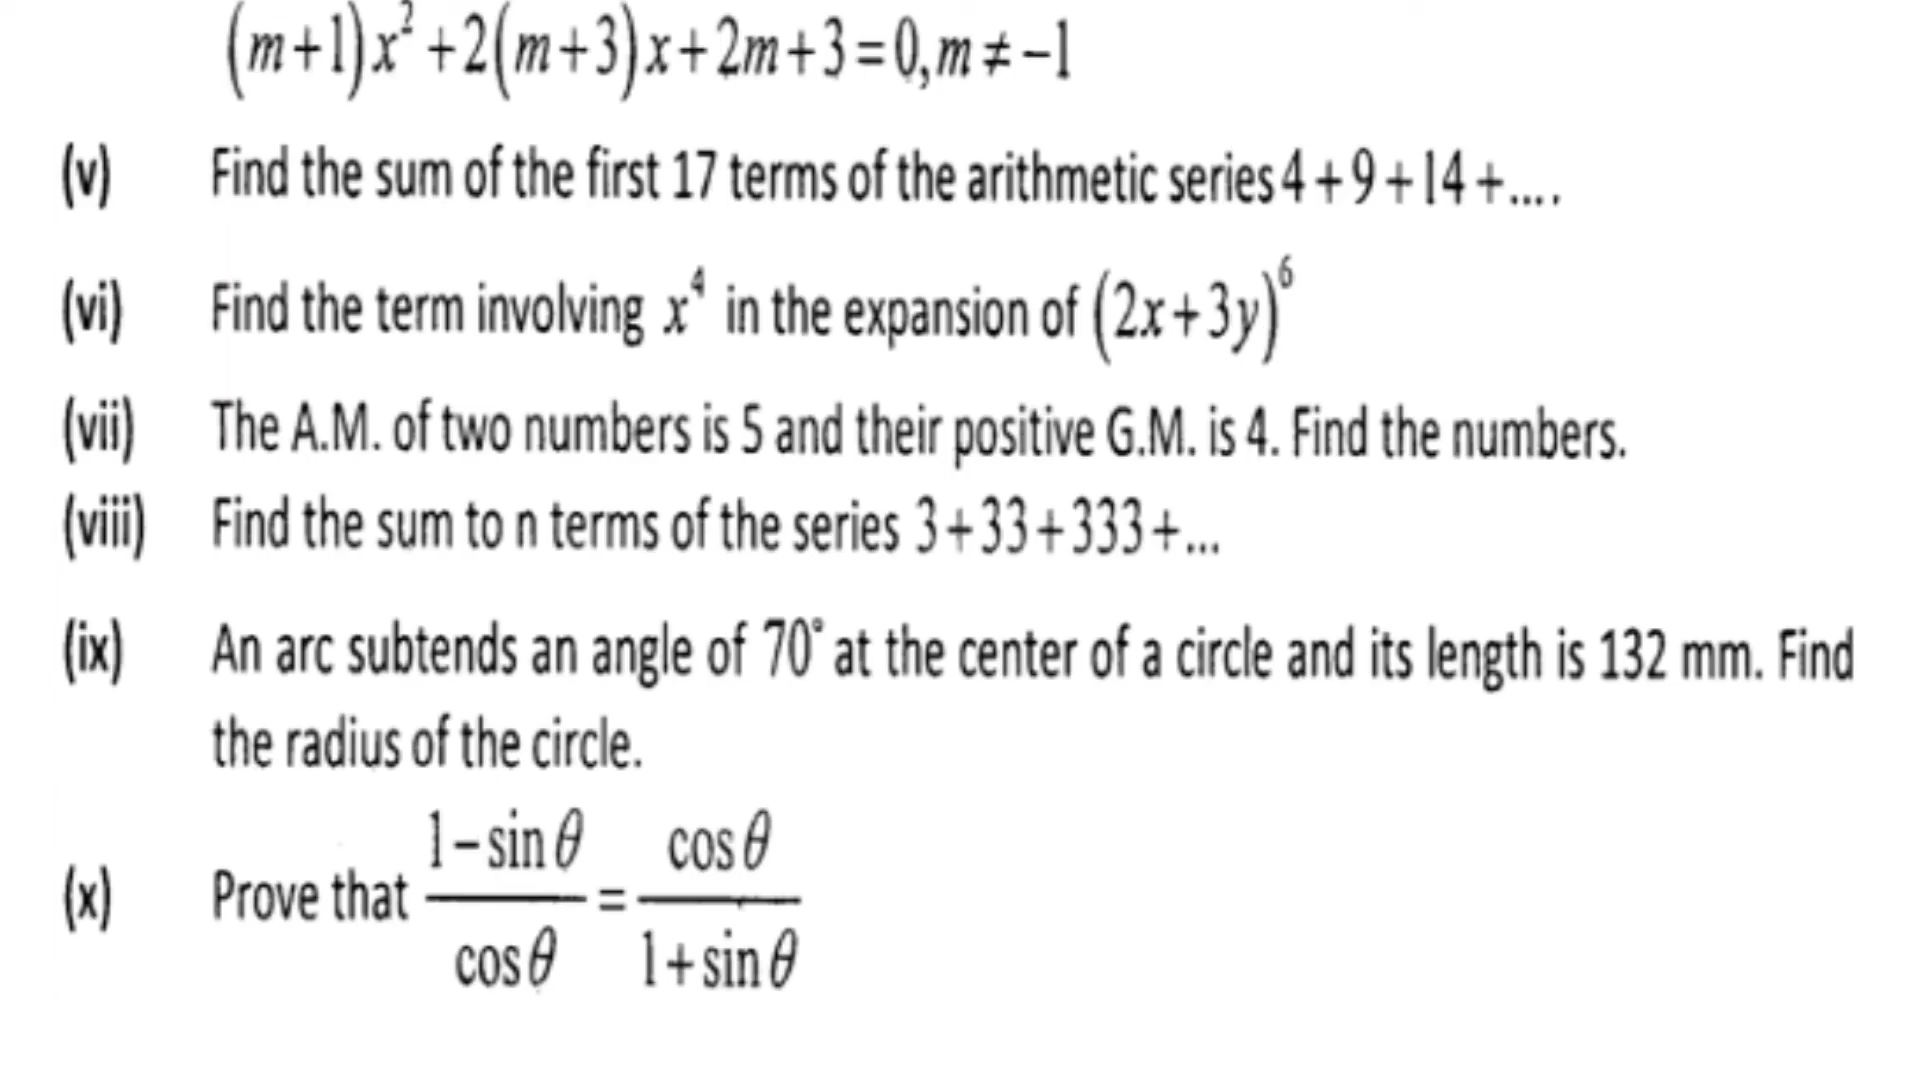 (m+1)x²+2(m+3)x+2m+3=0,m≠−1
(v) Find the sum of the first 17 terms of the arithmetic series 4+9+14+....
(vi) Find the term involving x⁴ in the expansion of (2x+3y)⁶
(vii) The A.M. of two numbers is 5 and their positive G.M. is 4. Find the numbers.
(viii) Find the sum to n terms of the series 3+33+333+...
(ix) An arc subtends an angle of 70° at the center of a circle and its length is 132 mm. Find
the radius of the circle.
1−sinθ cosθ
(x) Prove that =
cosθ 1+sinθ